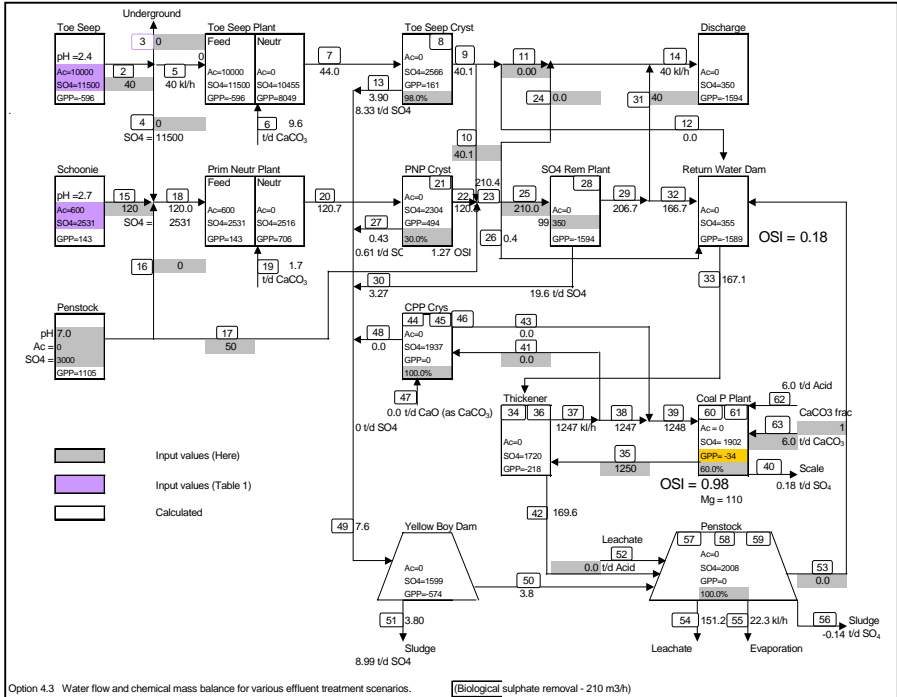 Underground
Toe Seep
Toe Seep Plant
Toe Seep Cryst
Discharge
3
0
0
Feed
Neutr
7
8
9
11
14
pH =2.4
Ac=10000
SO4=11500
GPP=-596
2
40
5
40 kl/h
Ac=10000
SO4=11500
GPP=-596
Ac=0
SO4=10455
GPP=8049
44.0
Ac=0
SO4=2566
GPP=161
98.0%
40.1
0.00
40 kl/h
Ac=0
SO4=350
GPP=-1594
13
3.90
8.33 t/d SO4
24
0.0
31
40
4
0
SO4 = 11500
6
9.6
t/d CaCO3
10
40.1
12
0.0
Schoonie
Prim Neutr Plant
PNP Cryst
SO4 Rem Plant
Return Water Dam
pH =2.7
Ac=600
SO4=2531
GPP=143
15
120
SO4 =
18
120.0
2531
Feed
Neutr
Ac=600
SO4=2531
GPP=143
Ac=0
SO4=2516
GPP=706
20
120.7
21
Ac=0
SO4=2304
GPP=494
30.0%
22
120.
210.4
23
25
210.0
99
28
Ac=0
350
GPP=-1594
29
206.7
32
166.7
Ac=0
SO4=355
GPP=-1589
OSI = 0.18
27
0.43
0.61 t/d SC
1.27 OSI
26
0.4
16
0
19
1.7
t/d CaCO3
30
3.27
19.6 t/d SO4
33
167.1
Penstock
pH 7.0
Ac = 0
SO4 = 3000
GPP=1105
17
50
CPP Crys
48
0.0
44
45
46
Ac=0
SO4=1937
GPP=0
100.0%
43
0.0
41
0.0
47
0.0 t/d CaO (as CaCO3)
0 t/d SO4
Thickener
34
36
Ac=0
SO4=1720
GPP=-218
37
1247 kl/h
38
1247
39
1248
35
1250
Coal P Plant
60
61
Ac = 0
SO4= 1902
GPP= -34
60.0%
6.0 t/d Acid
62
CaCO3 frac
1
63
6.0 t/d CaCO3
40
Scale
0.18 t/d SO4
OSI = 0.98
Mg = 110
Input values (Here)
Input values (Table 1)
Calculated
42
169.6
49
7.6
Yellow Boy Dam
Ac=0
SO4=1599
GPP=-574
50
3.8
51
3.80
Sludge
8.99 t/d SO4
Leachate
52
0.0 t/d Acid
Penstock
57
58
59
Ac=0
SO4=2008
GPP=0
100.0%
53
0.0
54
151.2
Leachate
55
22.3 kl/h
Evaporation
56
Sludge
-0.14 t/d SO4
Option 4.3 Water flow and chemical mass balance for various effluent treatment scenarios.
(Biological sulphate removal - 210 m3/h)